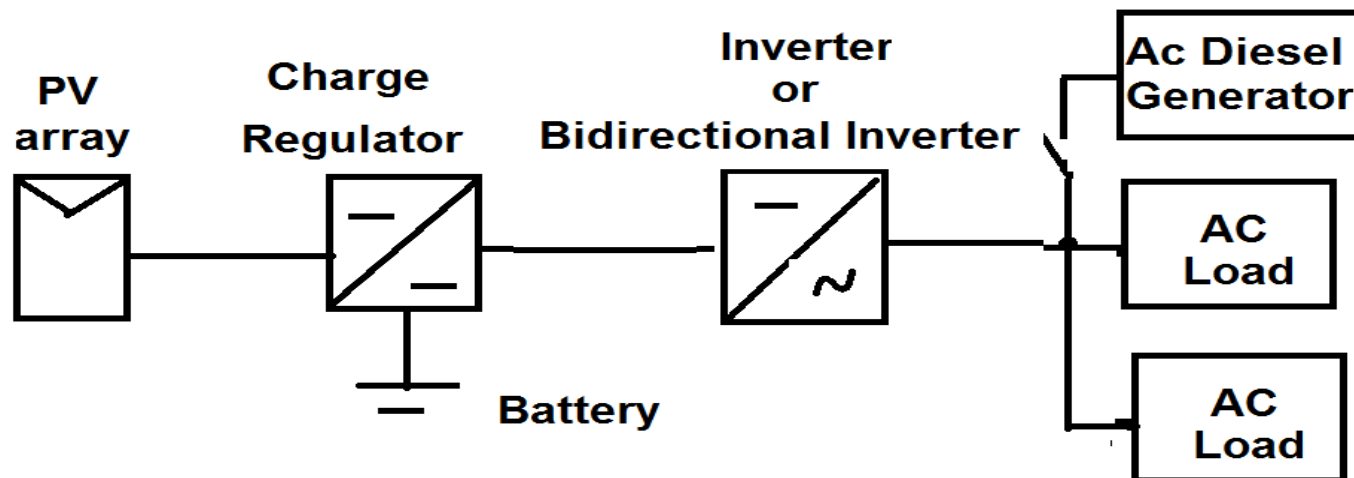 PV
array
Charge
Regulator
Inverter
or
Bidirectional Inverter
Ac Diesel
Generator
AC
Load
Battery
AC
Load